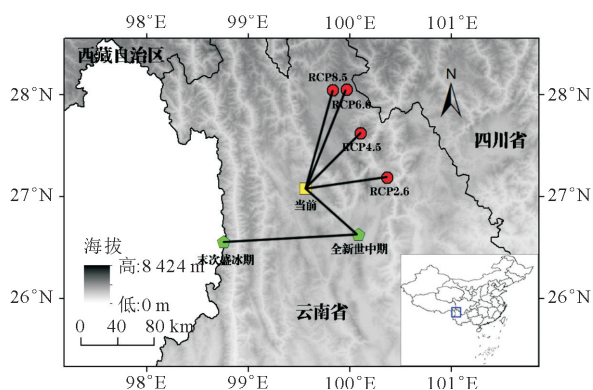 98°E 99°E 100°E 101°E
西藏自治区
RCP8.5
N
28°N 28°N
RCP6.0
四川省
RCP4.5
27°N 27°N
RCP2.6
当前
全新世中期
海拔
末次盛冰期
高:8 424 m
26°N 26°N
低:0 m
云南省
0 40 80 km
98°E 99°E 100°E 101°E